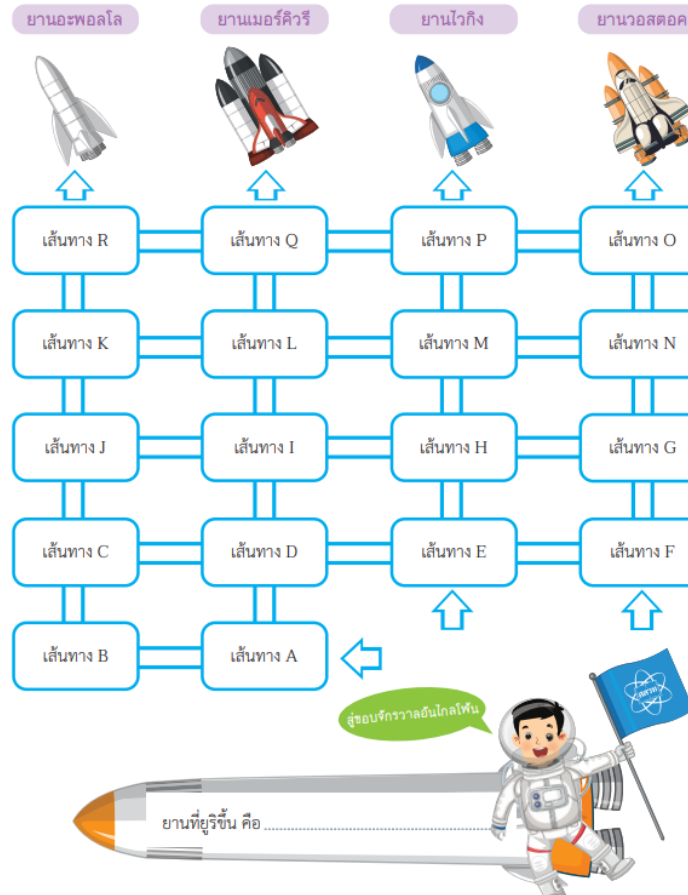 ยานอะพอลโล ยานเมอร์คิวรี ยานไวกิง ยานวอสตอค
เส้นทาง R เส้นทาง Q เส้นทาง P เส้นทาง O
เส้นทาง K เส้นทาง L เส้นทาง M เส้นทาง N
เส้นทาง J เส้นทาง I เส้นทาง H เส้นทาง G
เส้นทาง C เส้นทาง D เส้นทาง E เส้นทาง F
เส้นทาง B เส้นทาง A
สู่ขอบจักรวาลอันไกลโพ้น
สสวท
ยานที่ยูริขึ้น คือ ........................................